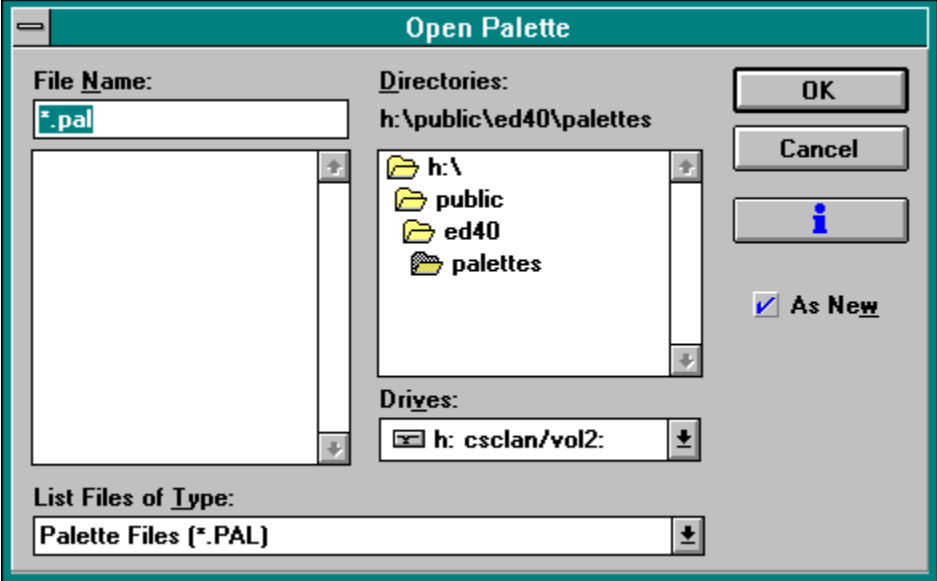 Open Palette
File Name:
*.pal
Directories:
h:\public\ed40\palettes
h:\
public
ed40
palettes
Drives:
h: csclan/vol2:
List Files of Type:
Palette Files (*.PAL)
OK
Cancel
i
As New